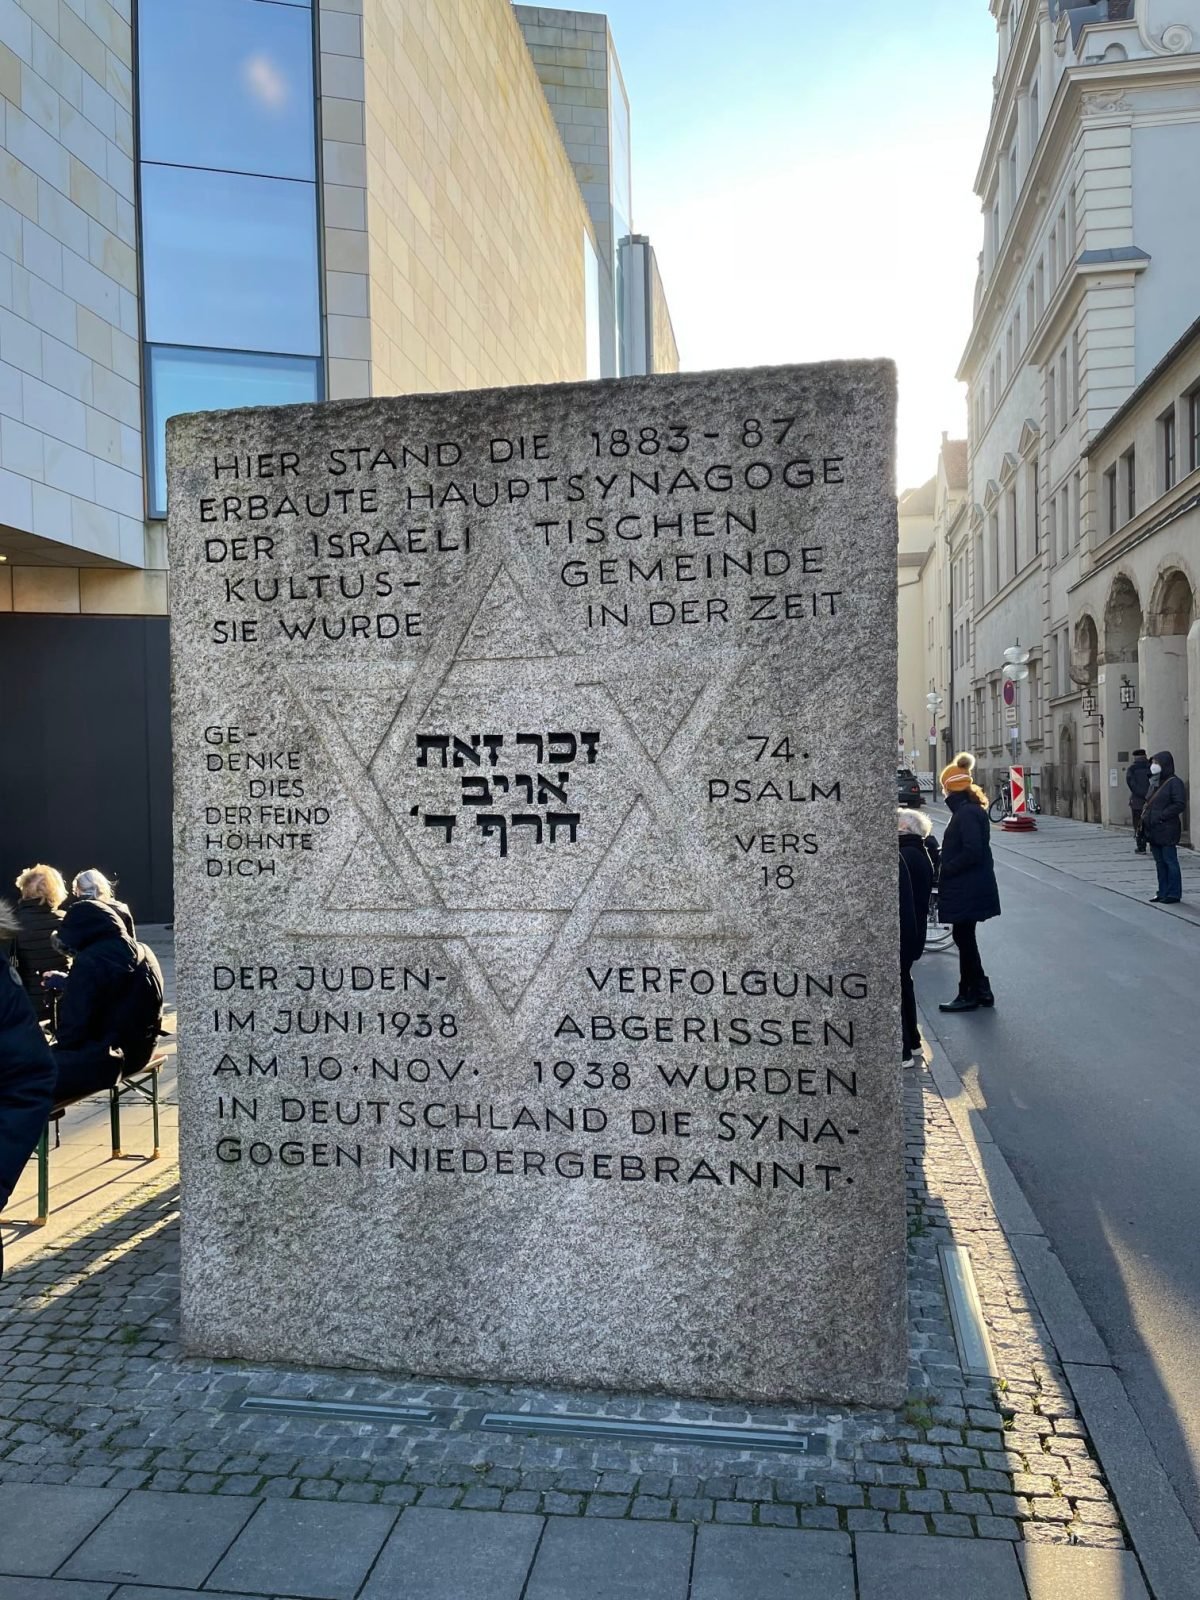 HIER STAND DIE 1883-87
ERBAUTE HAUPTSYNAGOGE
DER ISRAELI TISCHEN
KULTUS- GEMEINDE
SIE WURDE IN DER ZEIT
GE-
DENKE
DIES
DER FEIND
HÖHNTE
DICH
זכר זאת
אויב
חרף ד'
74.
PSALM
VERS
18
DER JUDEN- VERFOLGUNG
IM JUNI 1938 ABGERISSEN
AM 10·NOV· 1938 WURDEN
IN DEUTSCHLAND DIE SYNA-
GOGEN NIEDERGEBRANNT·